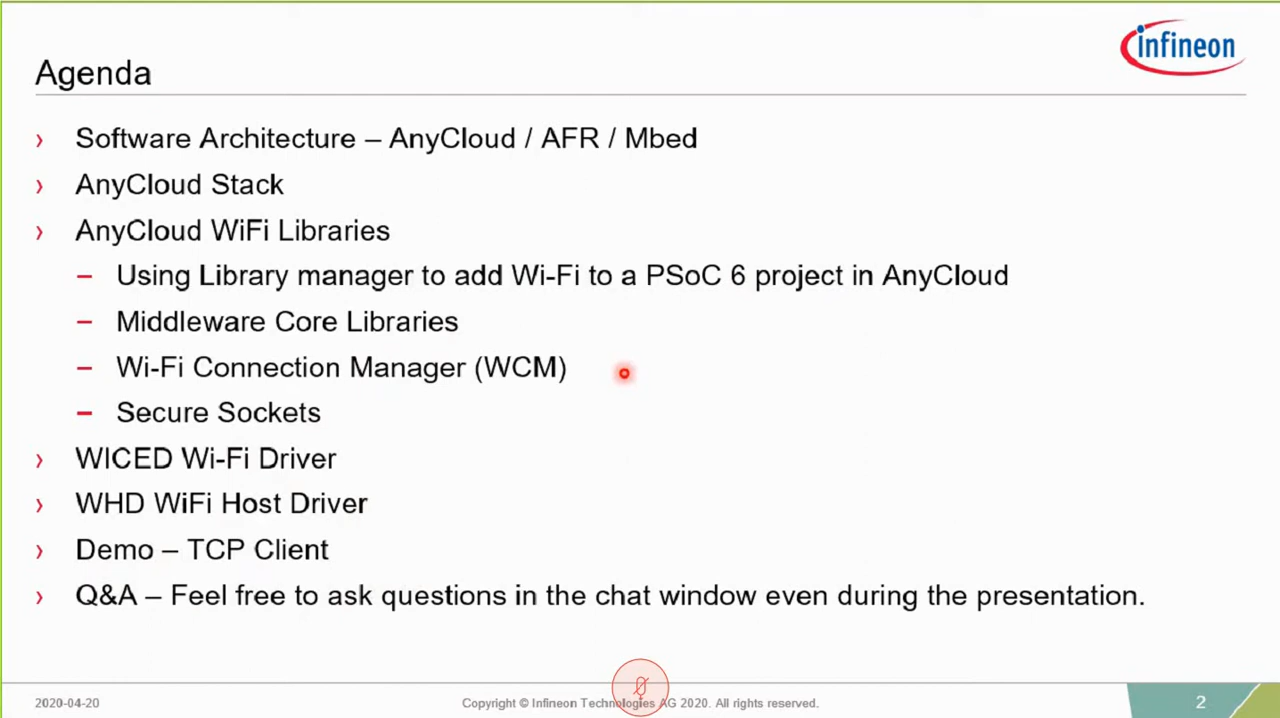 infineon
Agenda
› Software Architecture – AnyCloud / AFR / Mbed
› AnyCloud Stack
› AnyCloud WiFi Libraries
– Using Library manager to add Wi-Fi to a PSoC 6 project in AnyCloud
– Middleware Core Libraries
– Wi-Fi Connection Manager (WCM)
– Secure Sockets
› WICED Wi-Fi Driver
› WHD WiFi Host Driver
› Demo – TCP Client
› Q&A – Feel free to ask questions in the chat window even during the presentation.
2020-04-20
Copyright © Infineon Technologies AG 2020. All rights reserved.
2